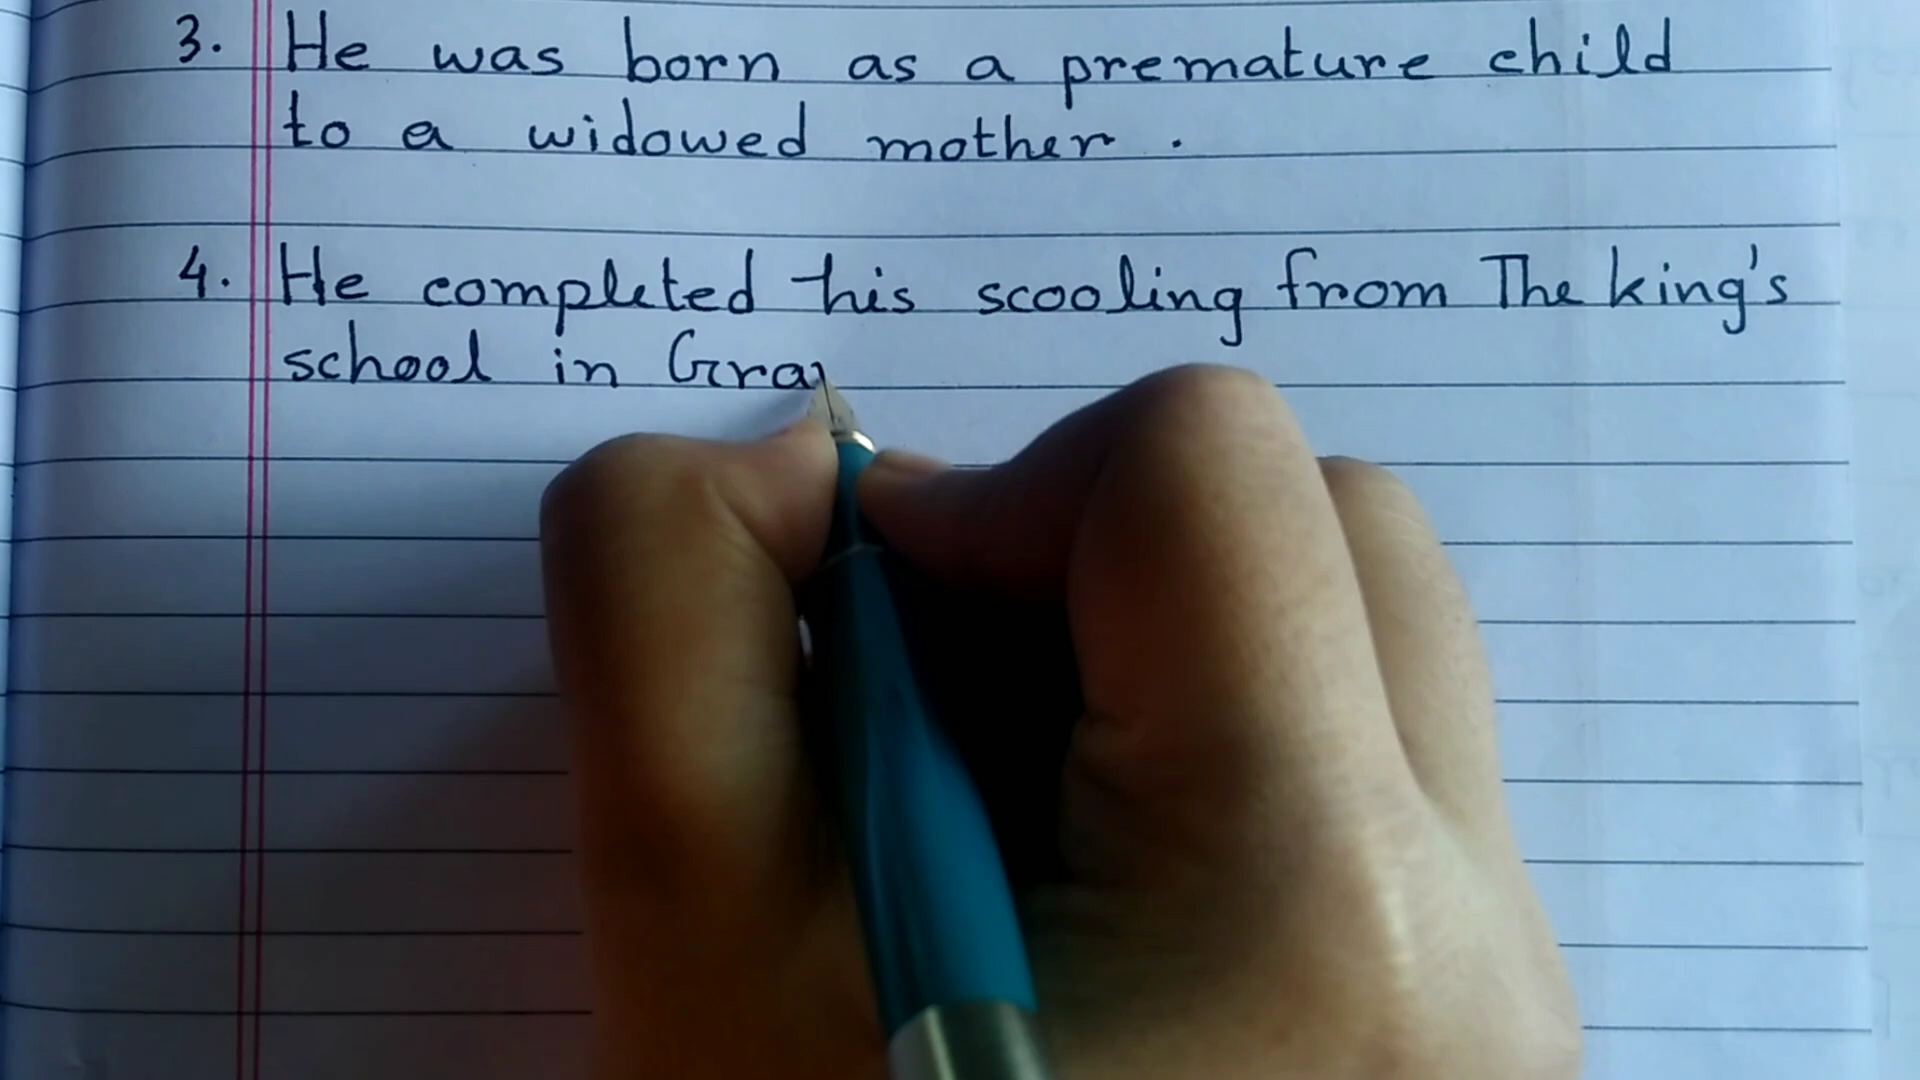 3. He was born as a premature child
to a widowed mother.
4. He completed his scooling from The king's
school in Gra